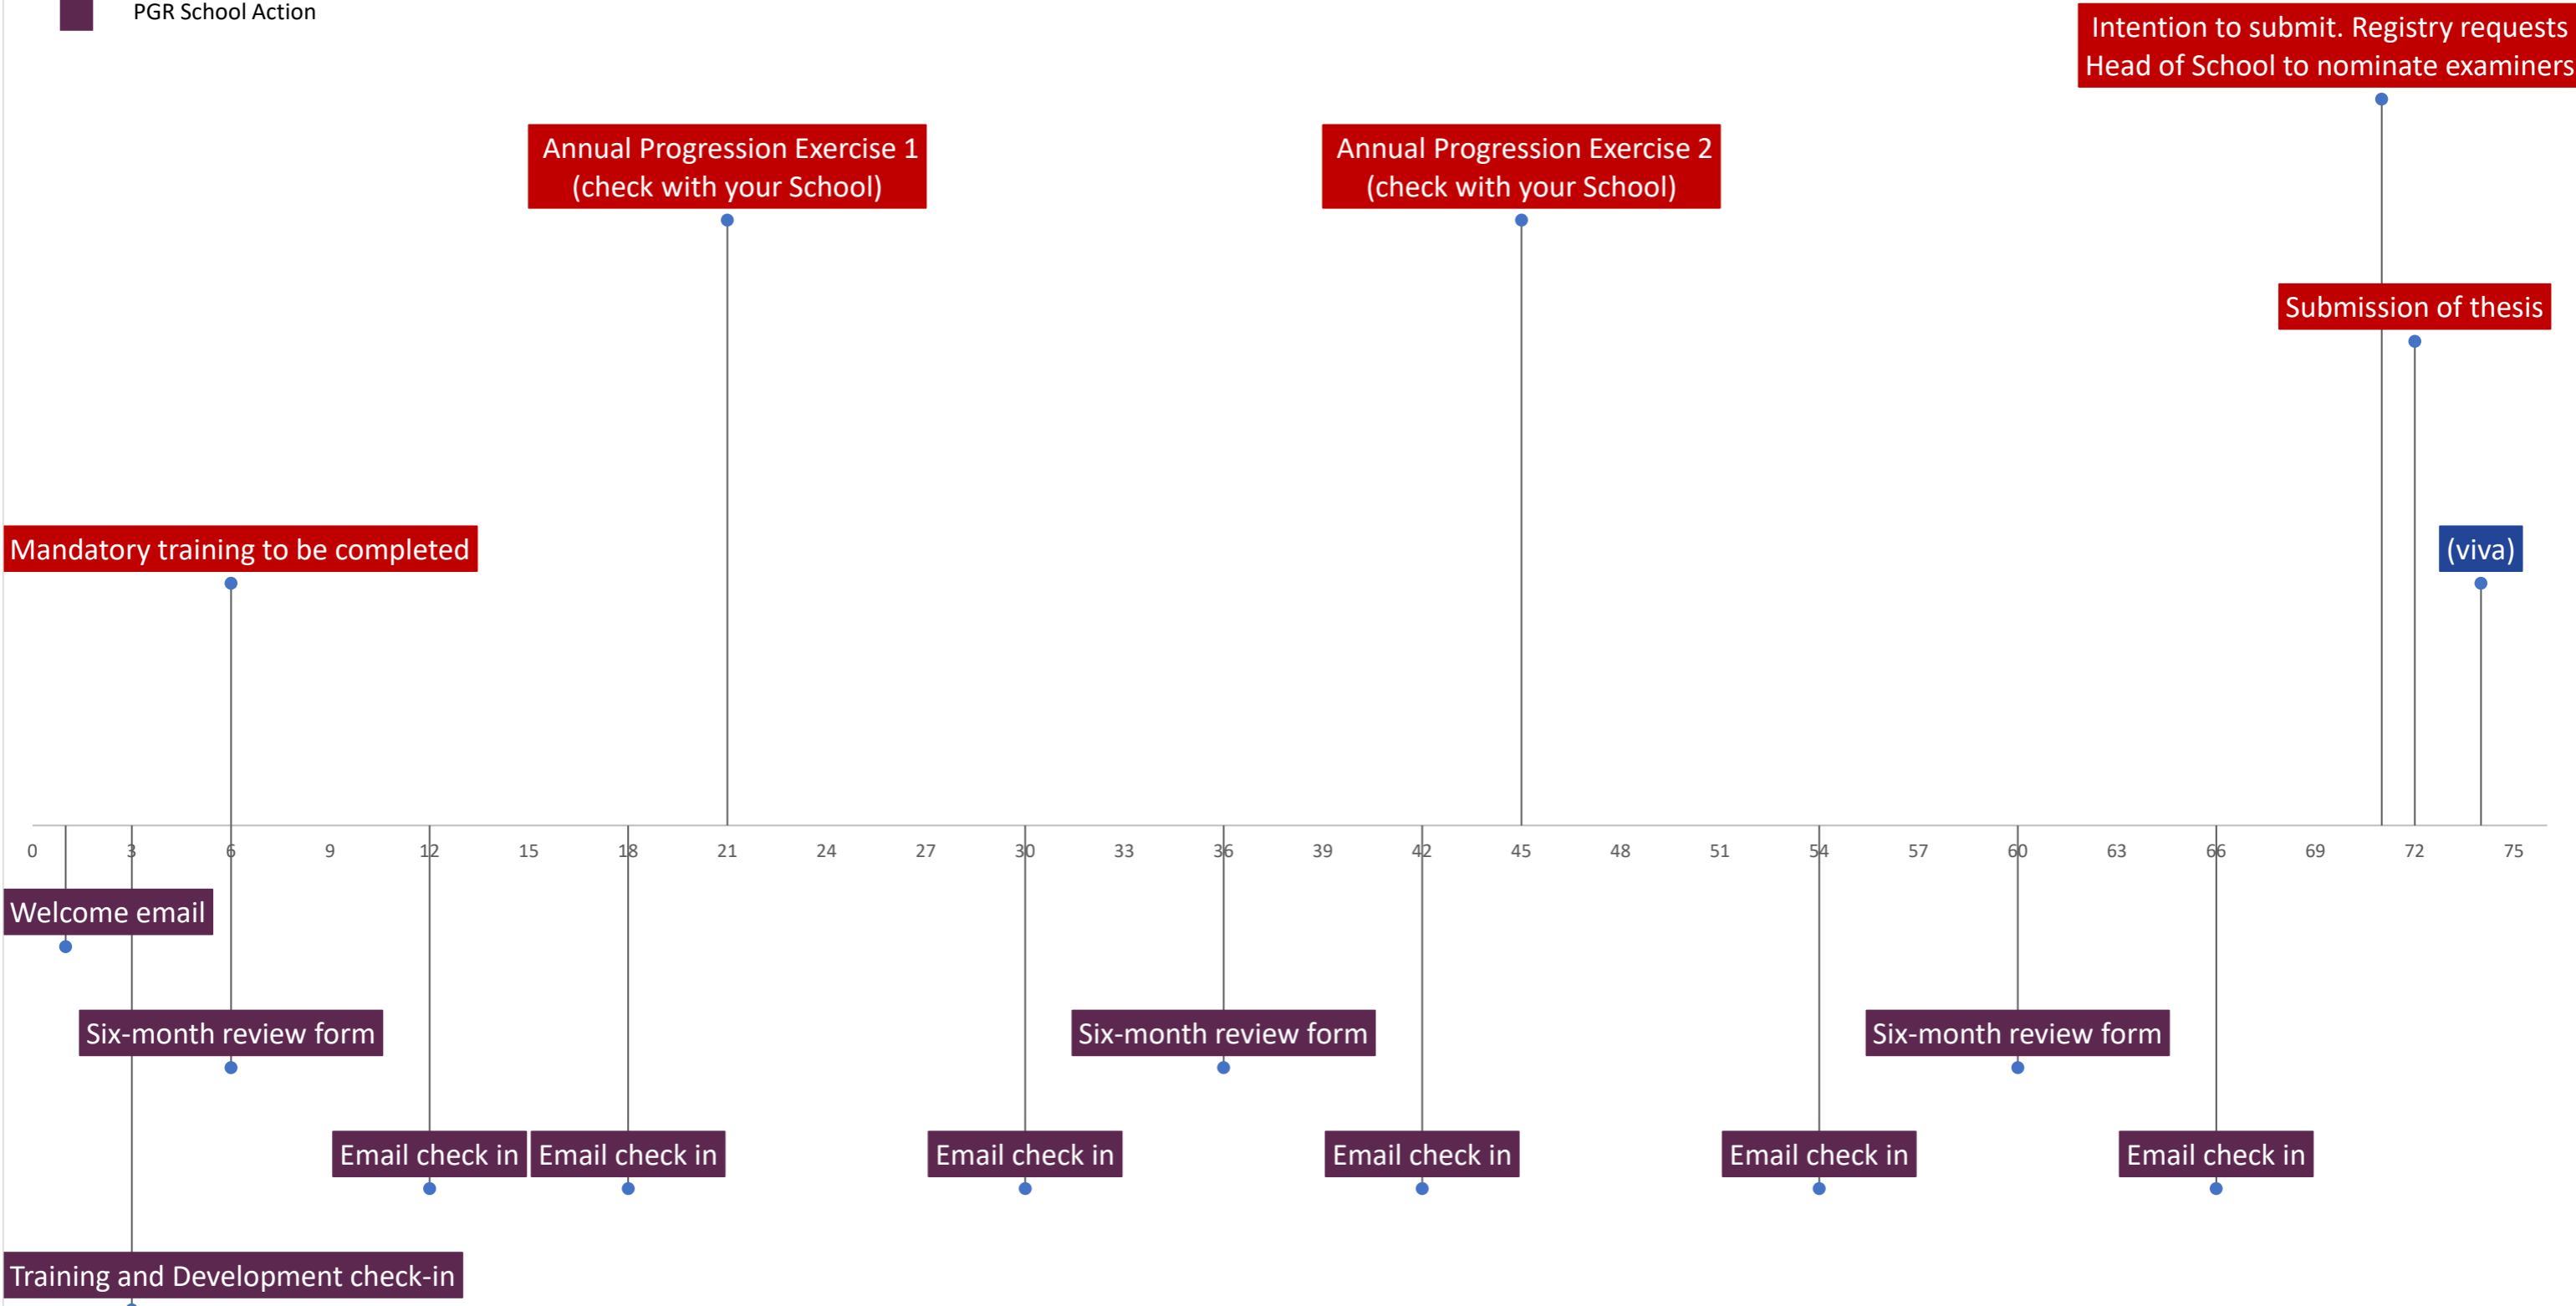 PGR School Action
Intention to submit. Registry requests
Head of School to nominate examiners
Annual Progression Exercise 1
(check with your School)
Annual Progression Exercise 2
(check with your School)
Submission of thesis
Mandatory training to be completed
(viva)
0 3 6 9 12 15 18 21 24 27 30 33 36 39 42 45 48 51 54 57 60 63 66 69 72 75
Welcome email
Six-month review form
Six-month review form
Six-month review form
Email check in
Email check in
Email check in
Email check in
Email check in
Email check in
Training and Development check-in